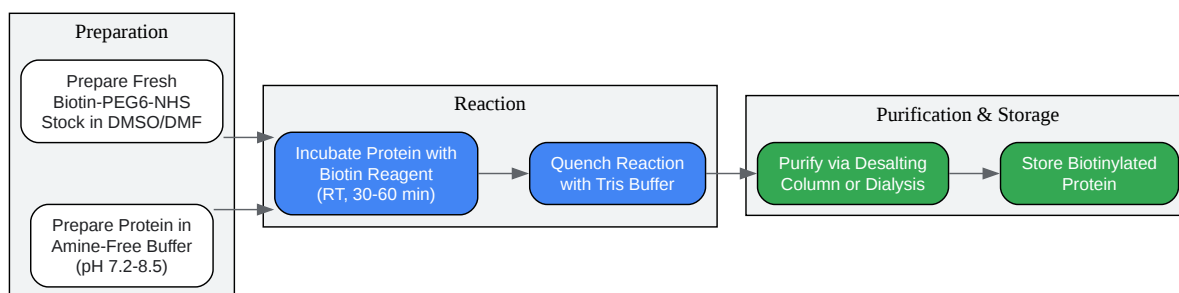 Preparation
Prepare Fresh
Biotin-PEG6-NHS
Stock in DMSO/DMF
Prepare Protein in
Amine-Free Buffer
(pH 7.2-8.5)
Reaction
Incubate Protein with
Biotin Reagent
(RT, 30-60 min)
Quench Reaction
with Tris Buffer
Purification & Storage
Purify via Desalting
Column or Dialysis
Store Biotinylated
Protein